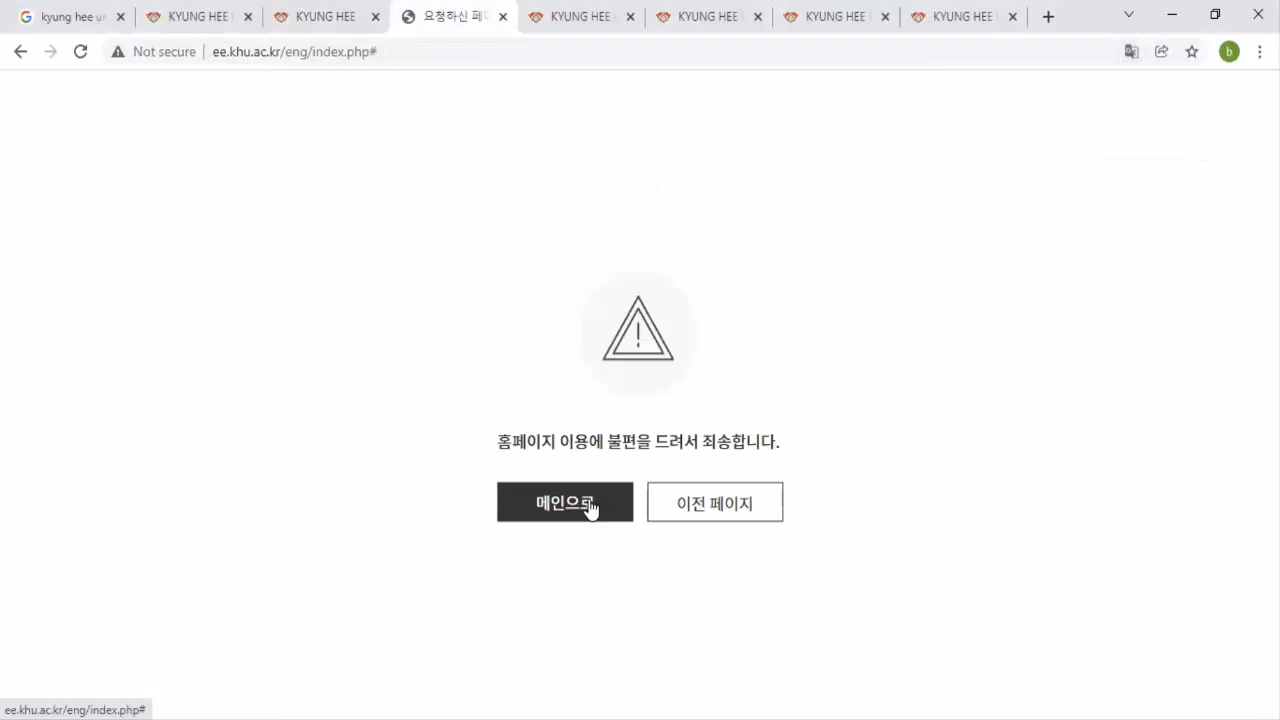 kyung hee ur
KYUNG HEE
KYUNG HEE
요청하신 페
KYUNG HEE
KYUNG HEE
KYUNG HEE
KYUNG HEE
Not secure
ee.khu.ac.kr/eng/index.php#
b
홈페이지 이용에 불편을 드려서 죄송합니다.
메인으로
이전 페이지
ee.khu.ac.kr/eng/index.php#